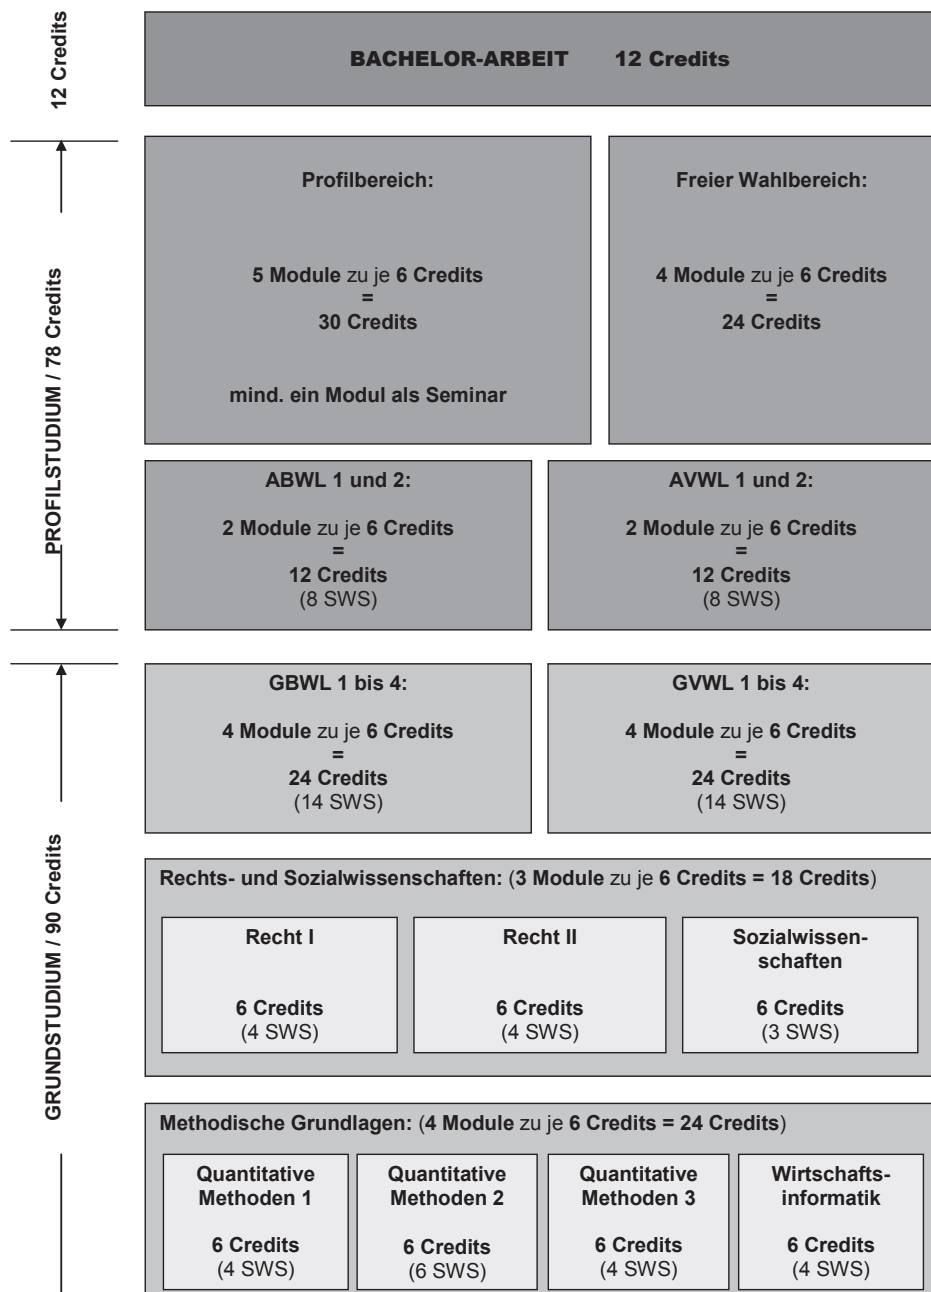 12 Credits
BACHELOR-ARBEIT 12 Credits
PROFILSTUDIUM / 78 Credits
Profilbereich:
5 Module zu je 6 Credits
=
30 Credits
mind. ein Modul als Seminar
Freier Wahlbereich:
4 Module zu je 6 Credits
=
24 Credits
ABWL 1 und 2:
2 Module zu je 6 Credits
=
12 Credits
(8 SWS)
AVWL 1 und 2:
2 Module zu je 6 Credits
=
12 Credits
(8 SWS)
GRUNDSTUDIUM / 90 Credits
GBWL 1 bis 4:
4 Module zu je 6 Credits
=
24 Credits
(14 SWS)
GVWL 1 bis 4:
4 Module zu je 6 Credits
=
24 Credits
(14 SWS)
Rechts- und Sozialwissenschaften: (3 Module zu je 6 Credits = 18 Credits)
Recht I
6 Credits
(4 SWS)
Recht II
6 Credits
(4 SWS)
Sozialwissen-
schaften
6 Credits
(3 SWS)
Methodische Grundlagen: (4 Module zu je 6 Credits = 24 Credits)
Quantitative
Methoden 1
6 Credits
(4 SWS)
Quantitative
Methoden 2
6 Credits
(6 SWS)
Quantitative
Methoden 3
6 Credits
(4 SWS)
Wirtschafts-
informatik
6 Credits
(4 SWS)